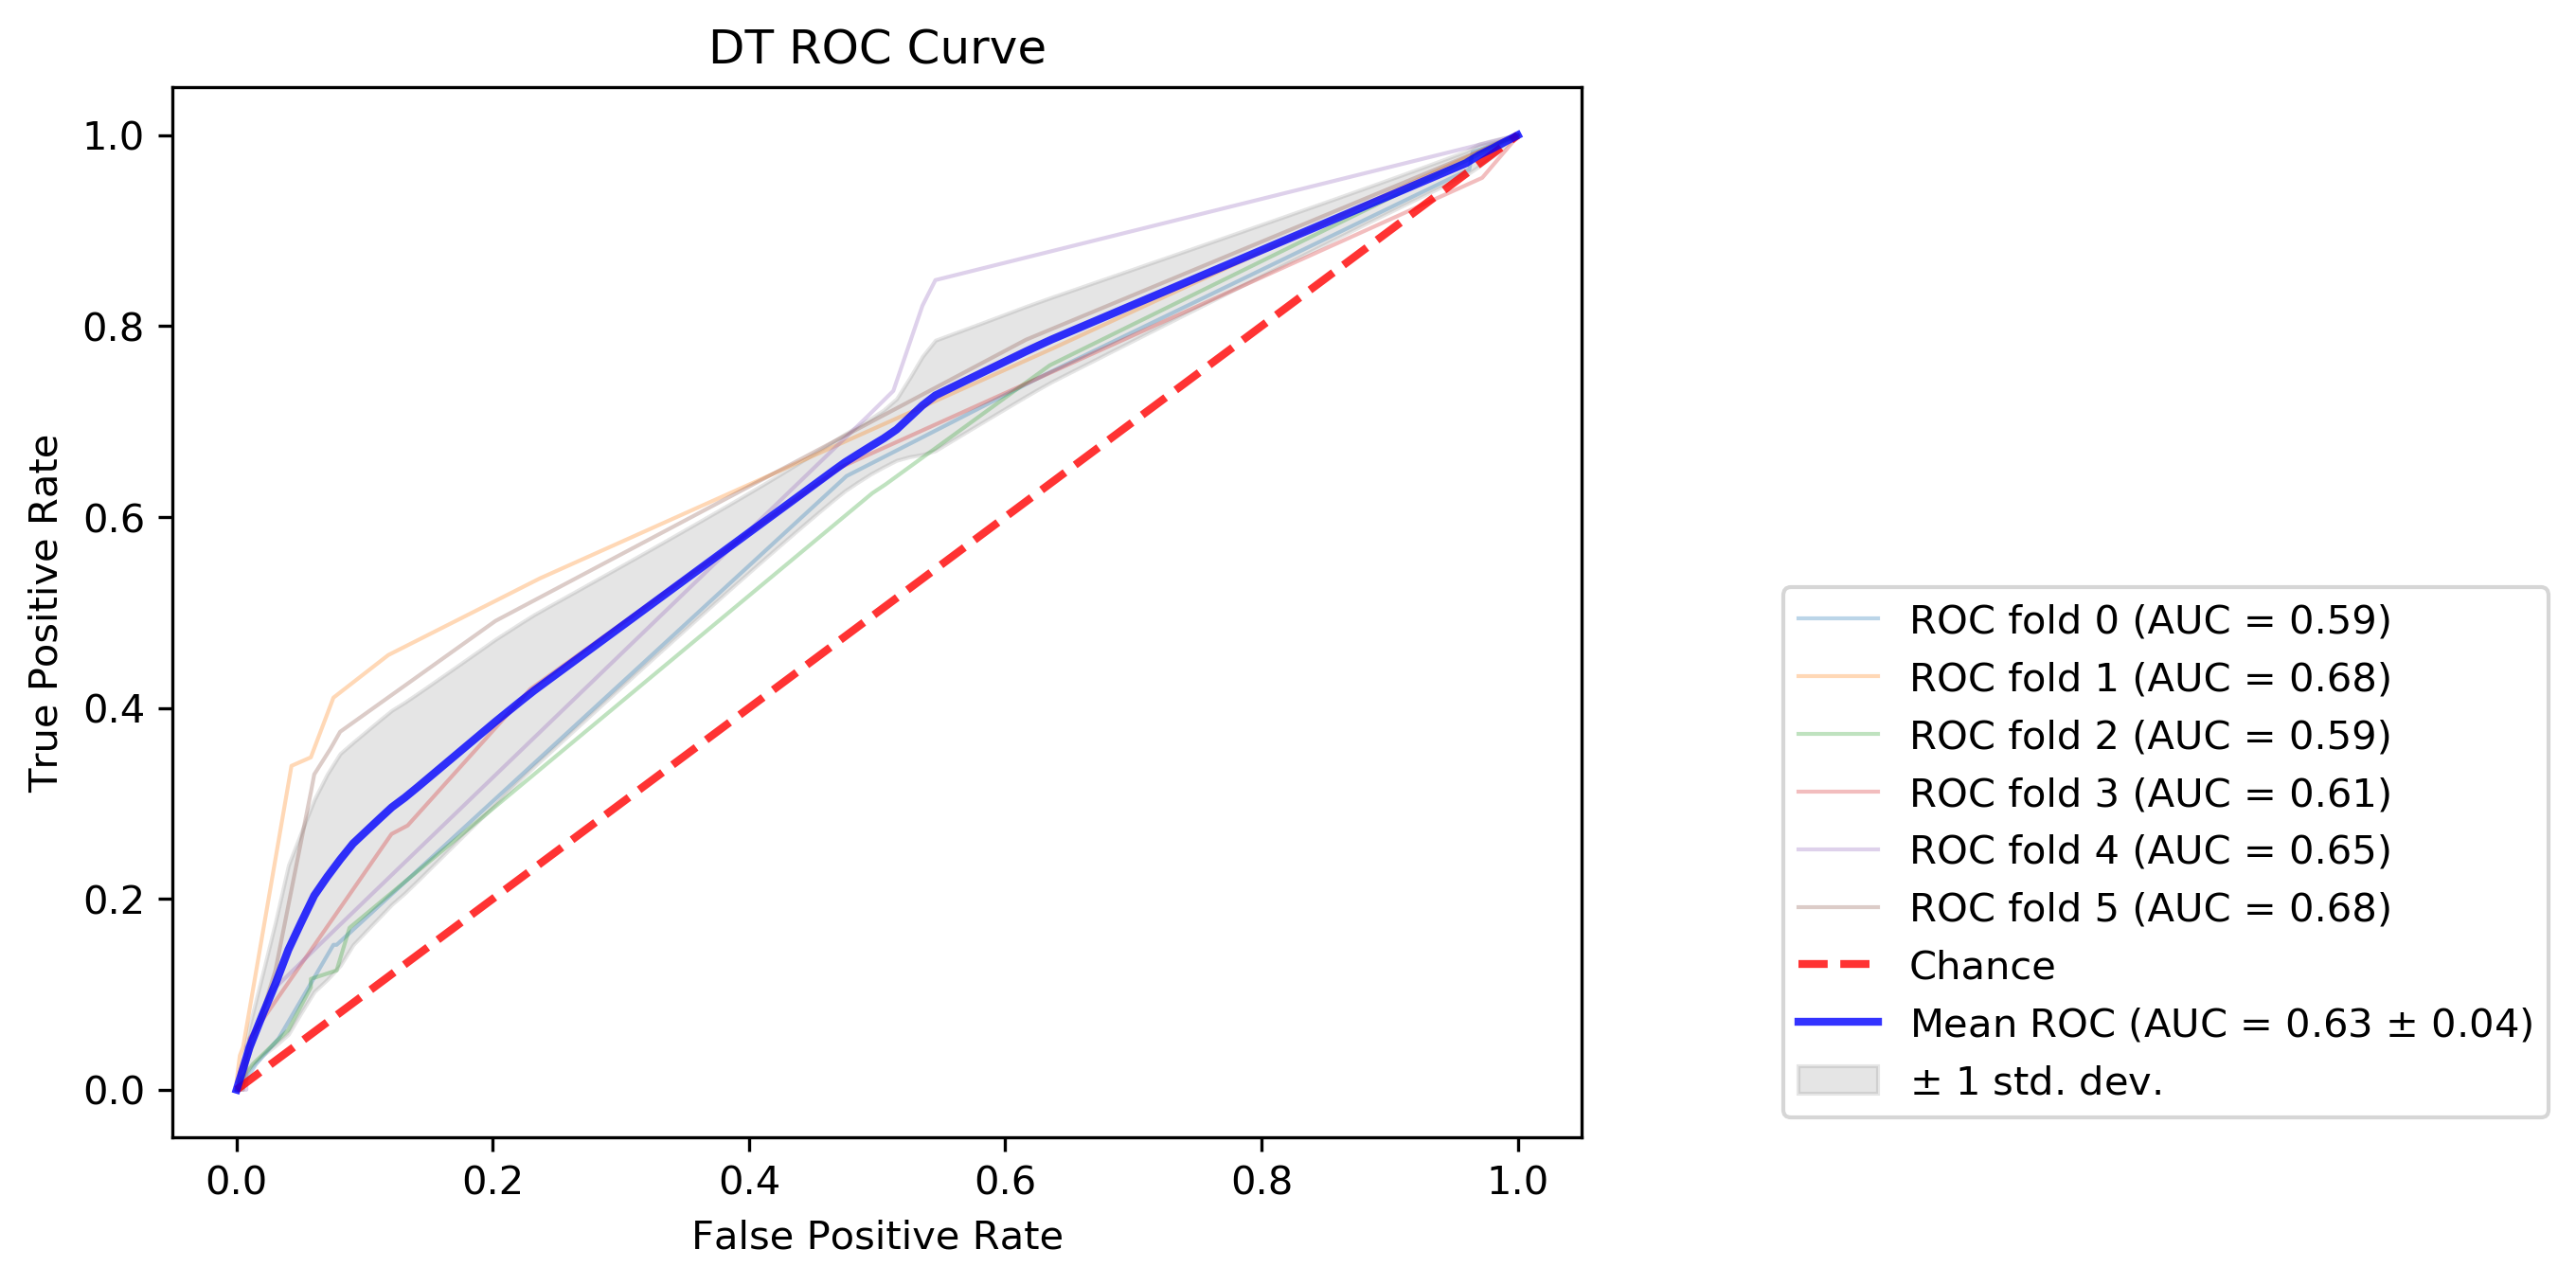 DT ROC Curve
True Positive Rate
1.0
0.8
0.6
0.4
0.2
0.0
0.0 0.2 0.4 0.6 0.8 1.0
False Positive Rate
ROC fold 0 (AUC = 0.59)
ROC fold 1 (AUC = 0.68)
ROC fold 2 (AUC = 0.59)
ROC fold 3 (AUC = 0.61)
ROC fold 4 (AUC = 0.65)
ROC fold 5 (AUC = 0.68)
Chance
Mean ROC (AUC = 0.63 ± 0.04)
± 1 std. dev.